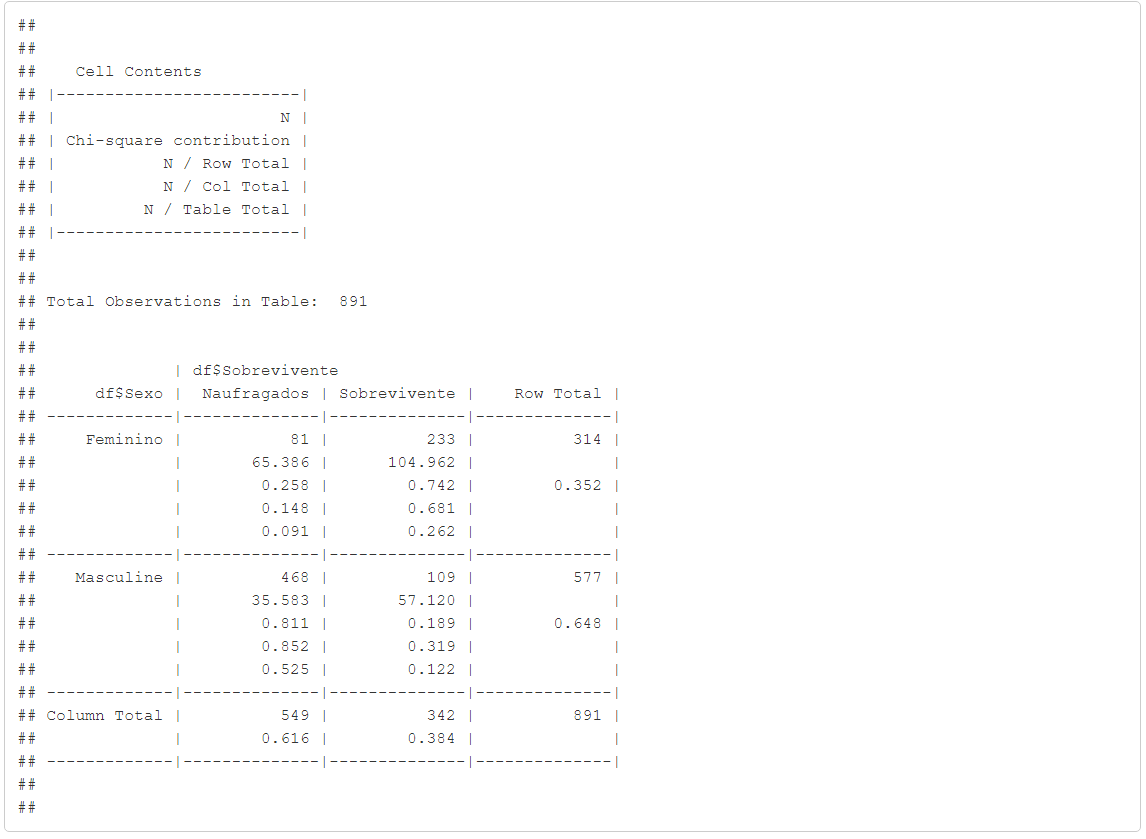 ##
##
##    Cell Contents
## |-------------------------|
## |                       N |
## | Chi-square contribution |
## |           N / Row Total |
## |           N / Col Total |
## |         N / Table Total |
## |-------------------------|
##
##
## Total Observations in Table:  891
##
##
##              | df$Sobrevivente
##      df$Sexo |  Naufragados | Sobrevivente |    Row Total |
## -------------|--------------|--------------|--------------|
##     Feminino |           81 |          233 |          314 |
##              |       65.386 |      104.962 |              |
##              |        0.258 |        0.742 |        0.352 |
##              |        0.148 |        0.681 |              |
##              |        0.091 |        0.262 |              |
## -------------|--------------|--------------|--------------|
##    Masculine |          468 |          109 |          577 |
##              |       35.583 |       57.120 |              |
##              |        0.811 |        0.189 |        0.648 |
##              |        0.852 |        0.319 |              |
##              |        0.525 |        0.122 |              |
## -------------|--------------|--------------|--------------|
## Column Total |          549 |          342 |          891 |
##              |        0.616 |        0.384 |              |
## -------------|--------------|--------------|--------------|
##
##